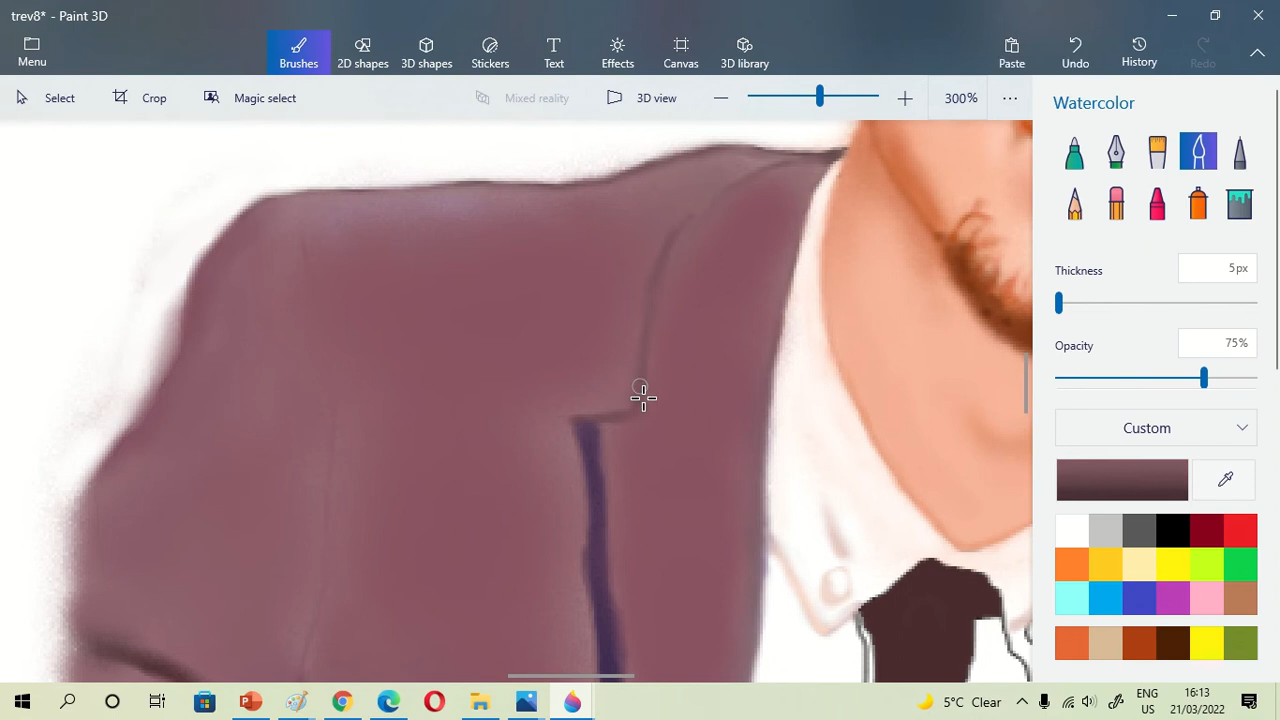 trev8* - Paint 3D
Menu
Brushes
2D shapes
3D shapes
Stickers
Text
Effects
Canvas
3D library
Paste
Undo
History
Redo
Select
Crop
Magic select
Mixed reality
3D view
300%
Watercolor
Thickness
5px
Opacity
75%
Custom
5°C Clear
ENG
YAT
16:13
21/03/2022